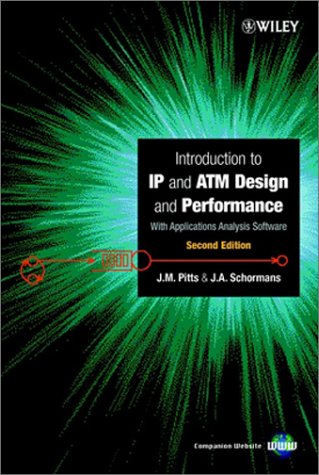 WILEY
Introduction to
IP and ATM Design
and Performance
With Applications Analysis Software
Second Edition
J.M. Pitts & J.A. Schormans
Companion Website
WWW